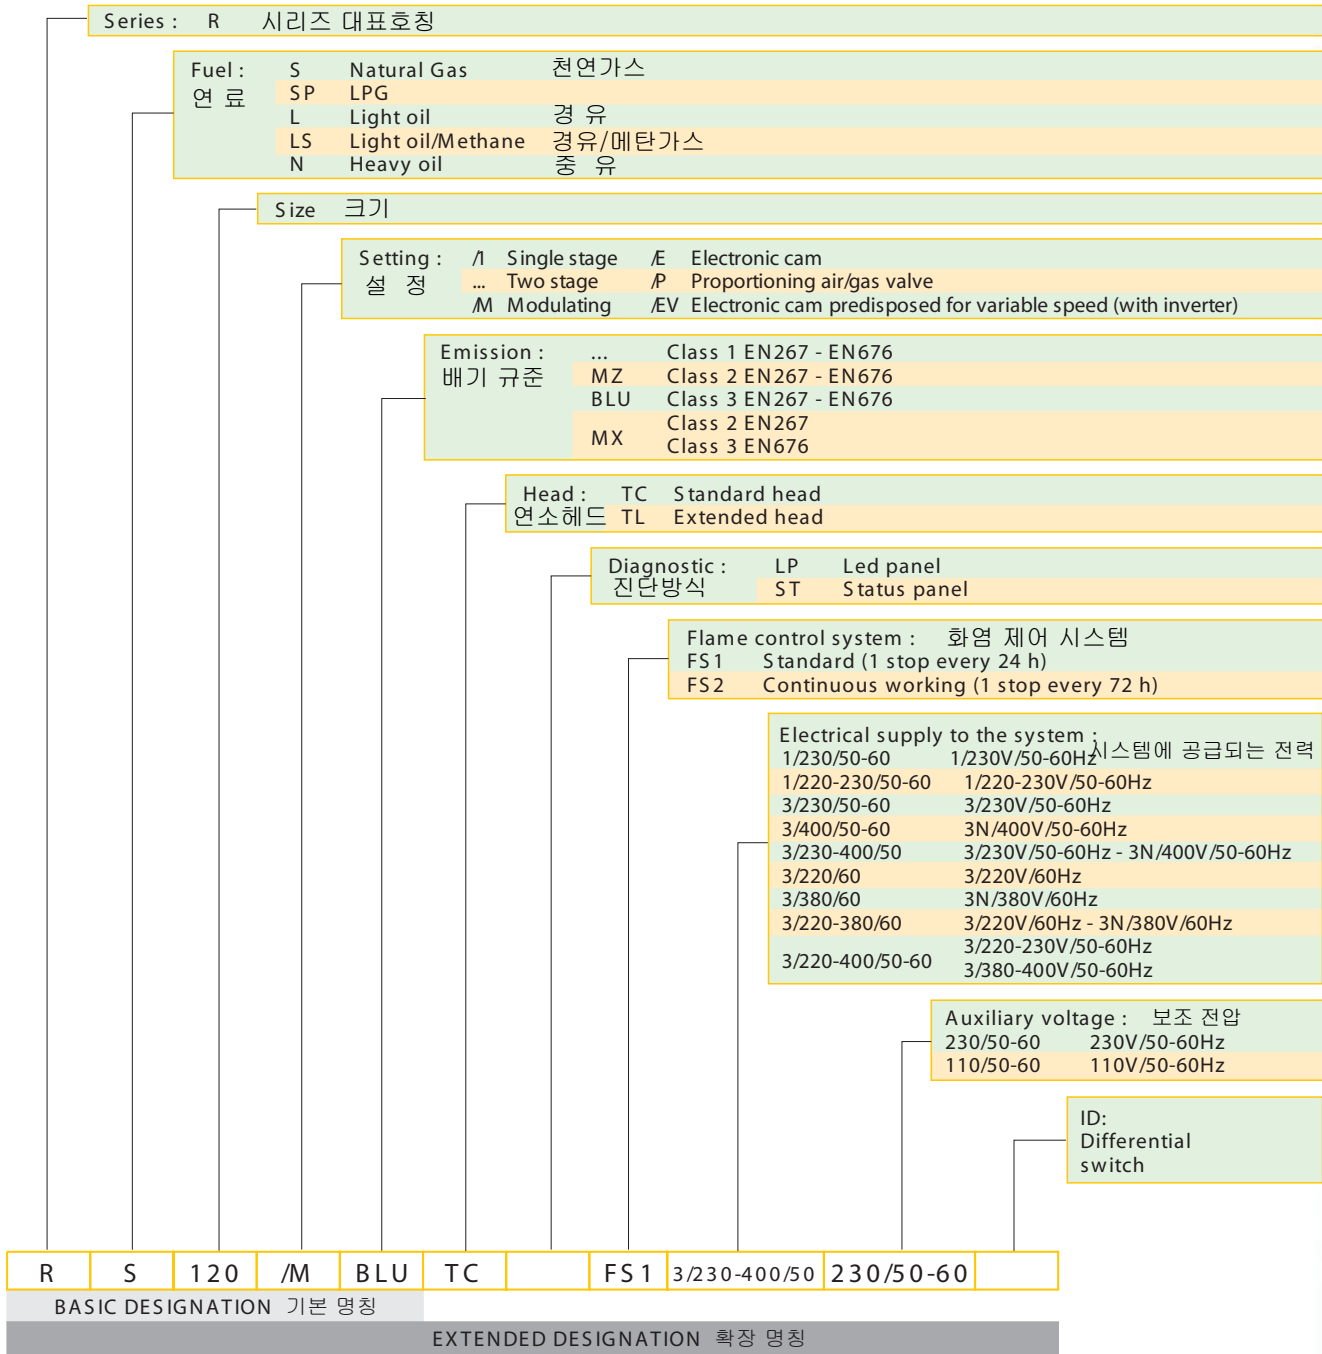 Series : R 시리즈 대표호칭
Fuel : S Natural Gas 천연가스
연 료 SP LPG
L Light oil 경 유
LS Light oil/Methane 경유/메탄가스
N Heavy oil 중 유
Size 크기
Setting : /1 Single stage /E Electronic cam
설 정 ... Two stage /P Proportioning air/gas valve
/M Modulating /EV Electronic cam predisposed for variable speed (with inverter)
Emission : ... Class 1 EN267 - EN676
배기 규준 MZ Class 2 EN267 - EN676
BLU Class 3 EN267 - EN676
MX Class 2 EN267
Class 3 EN676
Head : TC Standard head
연소헤드 TL Extended head
Diagnostic : LP Led panel
진단방식 ST Status panel
Flame control system : 화염 제어 시스템
FS1 Standard (1 stop every 24 h)
FS2 Continuous working (1 stop every 72 h)
Electrical supply to the system : 시스템에 공급되는 전력
1/230/50-60 1/230V/50-60Hz
1/220-230/50-60 1/220-230V/50-60Hz
3/230/50-60 3/230V/50-60Hz
3/400/50-60 3N/400V/50-60Hz
3/230-400/50 3/230V/50-60Hz - 3N/400V/50-60Hz
3/220/60 3/220V/60Hz
3/380/60 3N/380V/60Hz
3/220-380/60 3/220V/60Hz - 3N/380V/60Hz
3/220-400/50-60 3/220-230V/50-60Hz
3/380-400V/50-60Hz
Auxiliary voltage : 보조 전압
230/50-60 230V/50-60Hz
110/50-60 110V/50-60Hz
ID:
Differential
switch
R S 120 /M BLU TC FS1 3/230-400/50 230/50-60
BASIC DESIGNATION 기본 명칭
EXTENDED DESIGNATION 확장 명칭